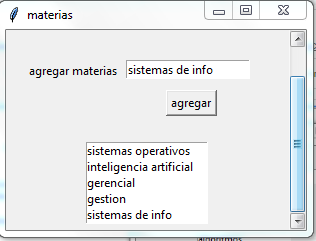 materias
agregar materias sistemas de info
agregar
sistemas operativos
inteligencia artificial
gerencial
gestion
sistemas de info